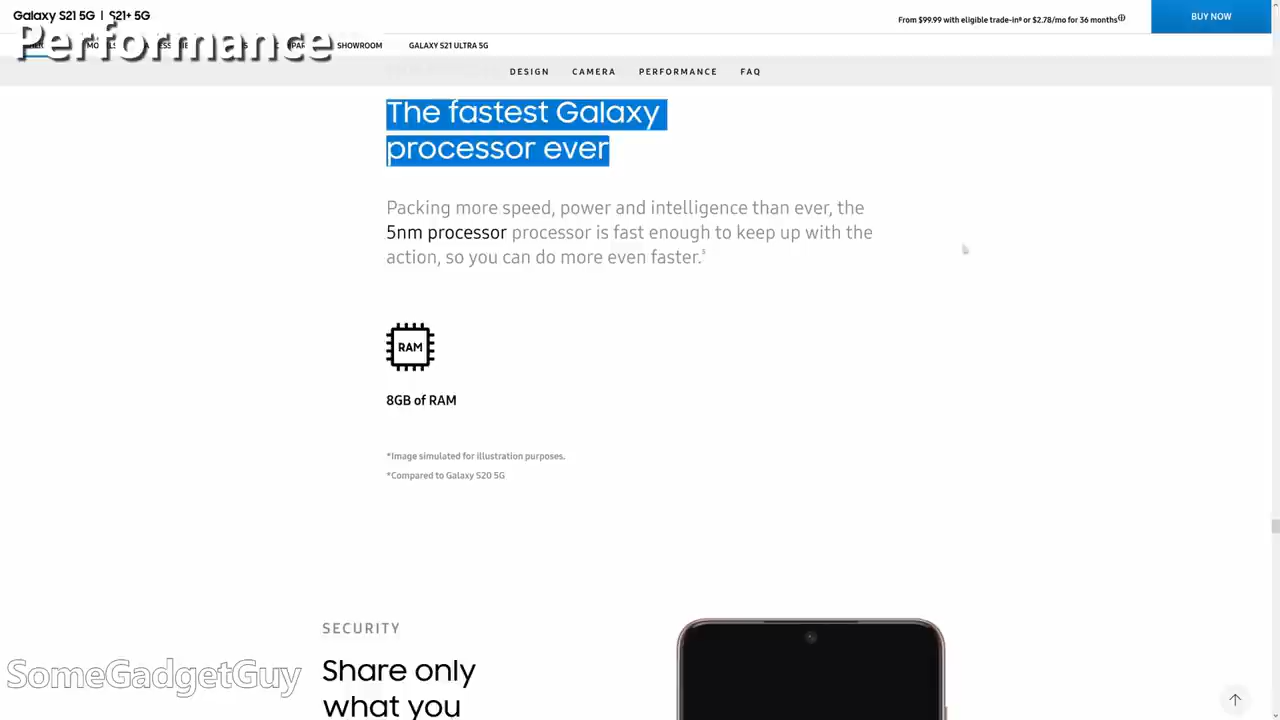 Galaxy S21 5G | S21+ 5G
From $99.99 with eligible trade-in⁸ or $2.78/mo for 36 months
BUY NOW
Performance
SHOWROOM
GALAXY S21 ULTRA 5G
DESIGN
CAMERA
PERFORMANCE
FAQ
The fastest Galaxy
processor ever
Packing more speed, power and intelligence than ever, the
5nm processor processor is fast enough to keep up with the
action, so you can do more even faster.⁵
RAM
8GB of RAM
*Image simulated for illustration purposes.
*Compared to Galaxy S20 5G
SECURITY
Share only
what you
SomeGadgetGuy